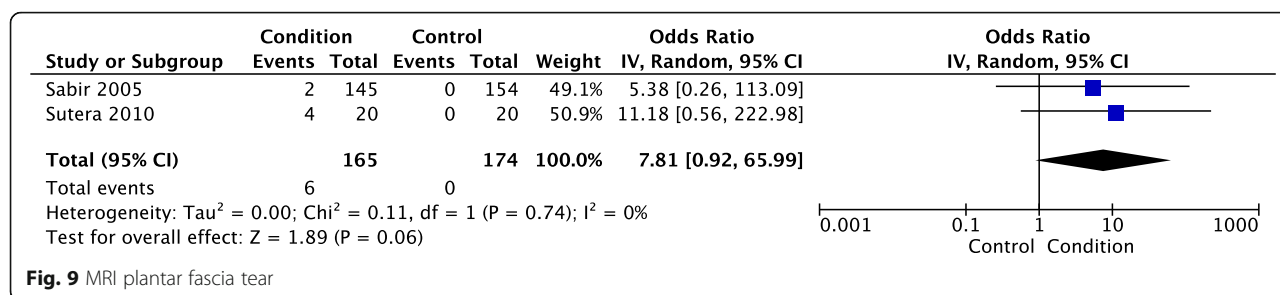 Condition Control Odds Ratio Odds Ratio
Study or Subgroup Events Total Events Total Weight IV, Random, 95% CI IV, Random, 95% CI
Sabir 2005 2 145 0 154 49.1% 5.38 [0.26, 113.09]
Sutera 2010 4 20 0 20 50.9% 11.18 [0.56, 222.98]
Total (95% CI) 165 174 100.0% 7.81 [0.92, 65.99]
Total events 6 0
Heterogeneity: Tau² = 0.00; Chi² = 0.11, df = 1 (P = 0.74); I² = 0%
Test for overall effect: Z = 1.89 (P = 0.06)
0.001 0.1 1 10 1000
Control Condition
Fig. 9 MRI plantar fascia tear